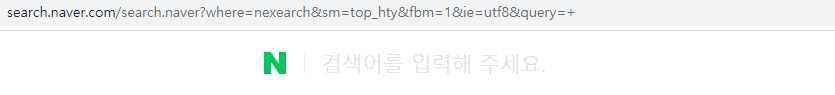 search.naver.com/search.naver?where=nexearch&sm=top_hty&fbm=1&ie=utf8&query=+
N 검색어를 입력해 주세요.